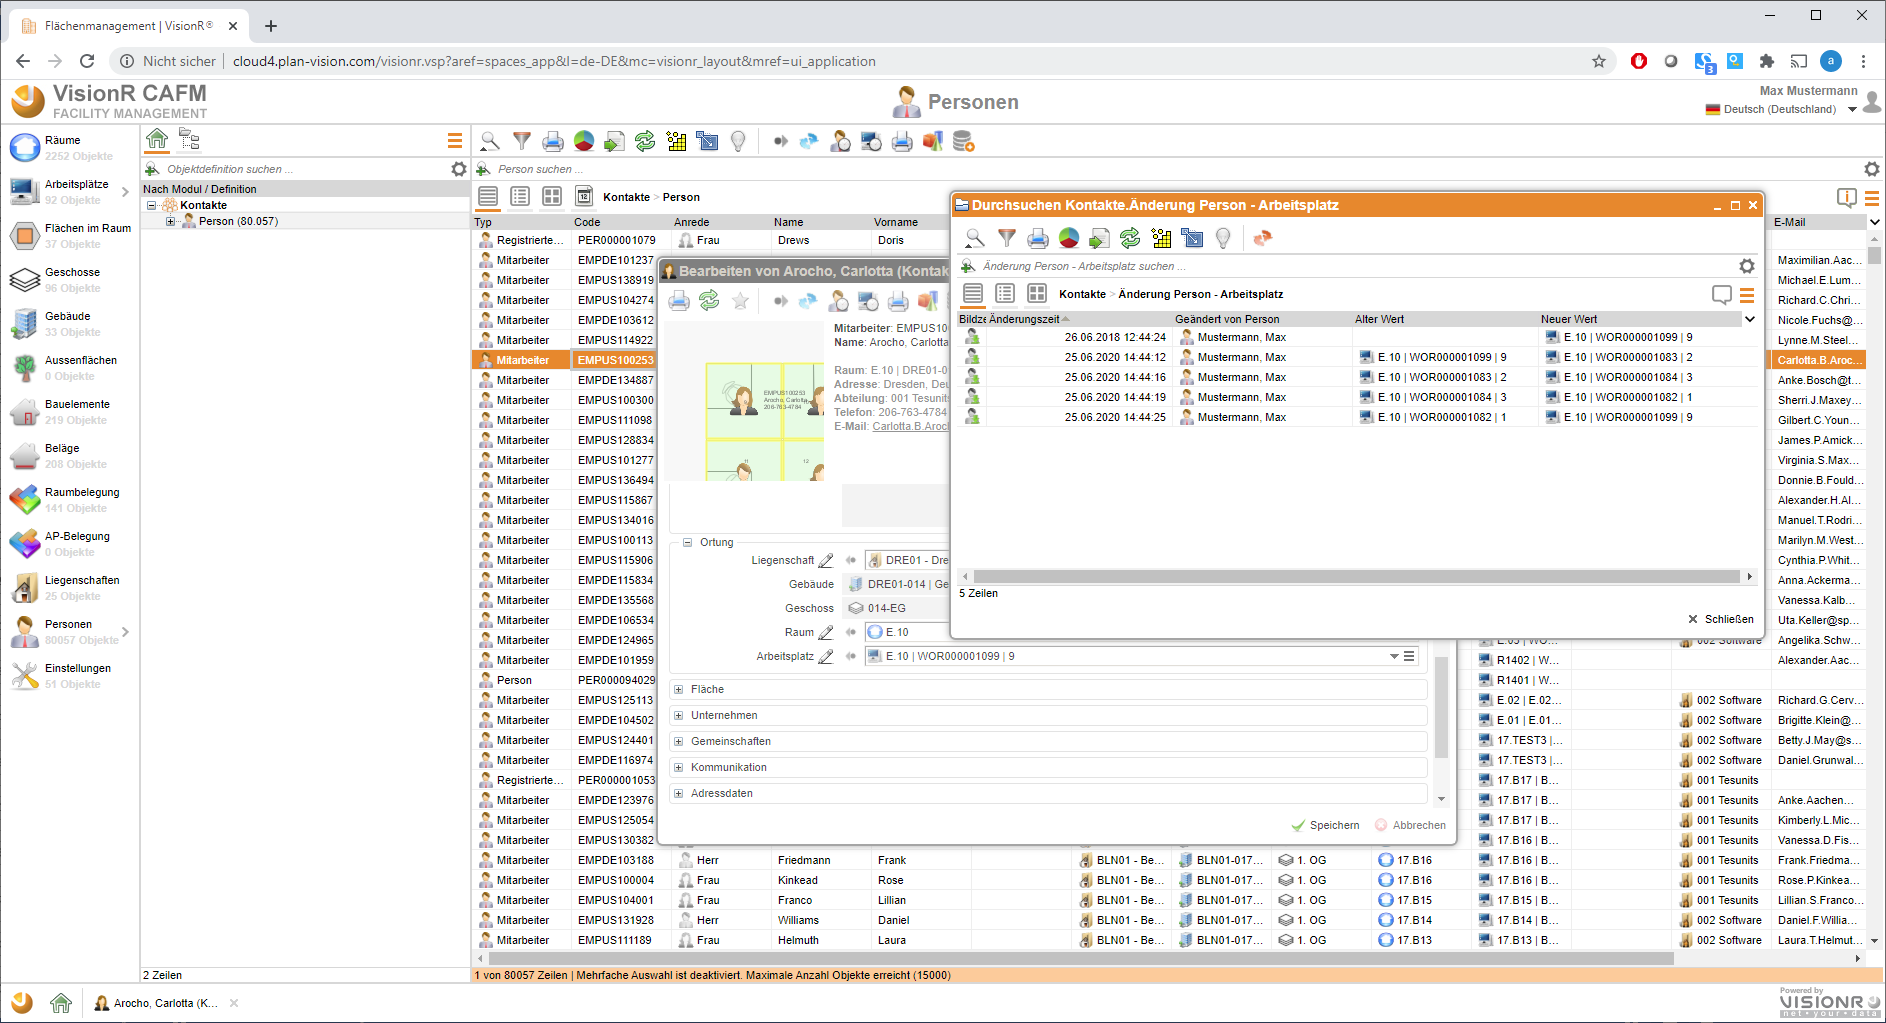 Flächenmanagement | VisionR®
Nicht sicher | cloud4.plan-vision.com/visionr.vsp?aref=spaces_app&l=de-DE&mc=visionr_layout&mref=ui_application
3
a
VisionR CAFM
FACILITY MANAGEMENT
Personen
Max Mustermann
Deutsch (Deutschland)
Räume
2252 Objekte
Arbeitsplätze
92 Objekte
Flächen im Raum
37 Objekte
Geschosse
96 Objekte
Gebäude
33 Objekte
Aussenflächen
0 Objekte
Bauelemente
219 Objekte
Beläge
208 Objekte
Raumbelegung
141 Objekte
AP-Belegung
0 Objekte
Liegenschaften
25 Objekte
Personen
80057 Objekte
Einstellungen
51 Objekte
Objektdefinition suchen ...
Nach Modul / Definition
Kontakte
Person (80.057)
2 Zeilen
Person suchen ...
12
Kontakte > Person
Typ Code Anrede Name Vorname E-Mail
Registrierte... PER000001079 Frau Drews Doris
Mitarbeiter EMPDE101237 Maximilian.Aac...
Mitarbeiter EMPUS138919 Michael.E.Lum...
Mitarbeiter EMPUS104274 Richard.C.Chri...
Mitarbeiter EMPDE103612 Nicole.Fuchs@...
Mitarbeiter EMPUS114922 Lynne.M.Steel...
Mitarbeiter EMPUS100253 Carlotta.B.Aroc...
Mitarbeiter EMPDE134887 Anke.Bosch@t...
Mitarbeiter EMPUS100300 Sherri.J.Maxey...
Mitarbeiter EMPUS111098 Gilbert.C.Youn...
Mitarbeiter EMPUS128834 James.P.Amick...
Mitarbeiter EMPUS101277 Virginia.S.Max...
Mitarbeiter EMPUS136494 Donnie.B.Fould...
Mitarbeiter EMPUS115867 Alexander.H.Al...
Mitarbeiter EMPUS134016 Manuel.T.Rodri...
Mitarbeiter EMPUS100113 Marilyn.M.West...
Mitarbeiter EMPUS115906 Cynthia.P.Whit...
Mitarbeiter EMPDE115834 Anna.Ackerma...
Mitarbeiter EMPDE135568 Vanessa.Kalb...
Mitarbeiter EMPDE106534 Uta.Keller@sp...
Mitarbeiter EMPDE124965 Angelika.Schw...
Mitarbeiter EMPDE101959 R1402 | W... Alexander.Aac...
Person PER000094029 R1401 | W...
Mitarbeiter EMPUS125113 E.02 | E.02... 002 Software Richard.G.Cerv...
Mitarbeiter EMPDE104502 E.01 | E.01... 002 Software Brigitte.Klein@...
Mitarbeiter EMPUS124401 17.TEST3 |... 002 Software Betty.J.May@s...
Mitarbeiter EMPDE116974 17.TEST3 |... 002 Software Daniel.Grunwal...
Registrierte... PER000001053 17.B17 | B... 001 Tesunits
Mitarbeiter EMPDE123976 17.B17 | B... 001 Tesunits Anke.Aachen...
Mitarbeiter EMPUS125054 17.B17 | B... 001 Tesunits Kimberly.L.Mic...
Mitarbeiter EMPUS130382 17.B16 | B... 001 Tesunits Vanessa.D.Fis...
Mitarbeiter EMPDE103188 Herr Friedmann Frank BLN01 - Be... BLN01-017... 1. OG 17.B16 17.B16 | B... 001 Tesunits Frank.Friedma...
Mitarbeiter EMPUS100004 Frau Kinkead Rose BLN01 - Be... BLN01-017... 1. OG 17.B16 17.B16 | B... 001 Tesunits Rose.P.Kinkea...
Mitarbeiter EMPUS104001 Frau Franco Lillian BLN01 - Be... BLN01-017... 1. OG 17.B15 17.B15 | B... 001 Tesunits Lillian.S.Franco...
Mitarbeiter EMPUS131928 Herr Williams Daniel BLN01 - Be... BLN01-017... 1. OG 17.B14 17.B14 | B... 002 Software Daniel.F.Willia...
Mitarbeiter EMPUS111189 Frau Helmuth Laura BLN01 - Be... BLN01-017... 1. OG 17.B13 17.B13 | B... 002 Software Laura.T.Helmut...
1 von 80057 Zeilen | Mehrfache Auswahl ist deaktiviert. Maximale Anzahl Objekte erreicht (15000)
Bearbeiten von Arocho, Carlotta (Kontak
Mitarbeiter: EMPUS10
Name: Arocho, Carlotta
EMPUS100253
Arocho, Carlotta
206-763-4784
11 12
Raum: E.10 | DRE01-0
Adresse: Dresden, Deu
Abteilung: 001 Tesunits
Telefon: 206-763-4784
E-Mail: Carlotta.B.Aroc
Ortung
Liegenschaft DRE01 - Dre
Gebäude DRE01-014 | Ge
Geschoss 014-EG
Raum E.10
Arbeitsplatz E.10 | WOR000001099 | 9
Fläche
Unternehmen
Gemeinschaften
Kommunikation
Adressdaten
Speichern Abbrechen
Durchsuchen Kontakte.Änderung Person - Arbeitsplatz
Änderung Person - Arbeitsplatz suchen ...
Kontakte > Änderung Person - Arbeitsplatz
Bildze Änderungszeit Geändert von Person Alter Wert Neuer Wert
26.06.2018 12:44:24 Mustermann, Max E.10 | WOR000001099 | 9
25.06.2020 14:44:12 Mustermann, Max E.10 | WOR000001099 | 9 E.10 | WOR000001083 | 2
25.06.2020 14:44:16 Mustermann, Max E.10 | WOR000001083 | 2 E.10 | WOR000001084 | 3
25.06.2020 14:44:19 Mustermann, Max E.10 | WOR000001084 | 3 E.10 | WOR000001082 | 1
25.06.2020 14:44:25 Mustermann, Max E.10 | WOR000001082 | 1 E.10 | WOR000001099 | 9
5 Zeilen
Schließen
Arocho, Carlotta (K...
Powered by
VISIONR
net • your • data